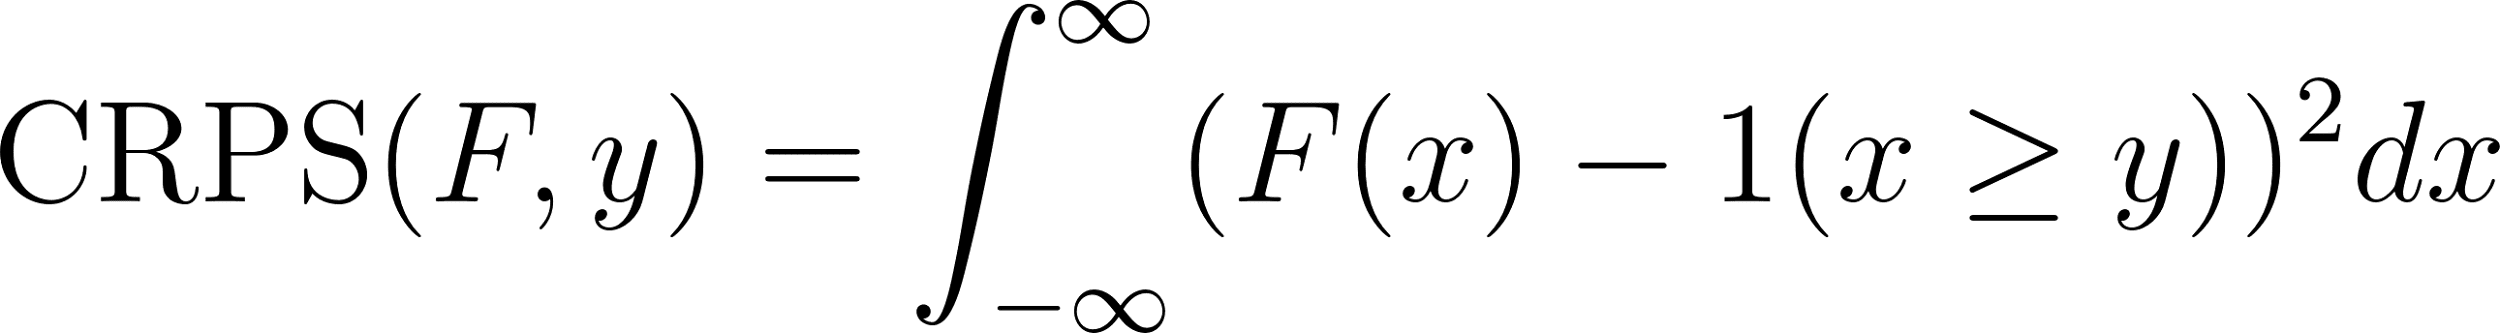 CRPS(F, y) = ∫_{-∞}^{∞} (F(x) − 1(x ≥ y))² dx